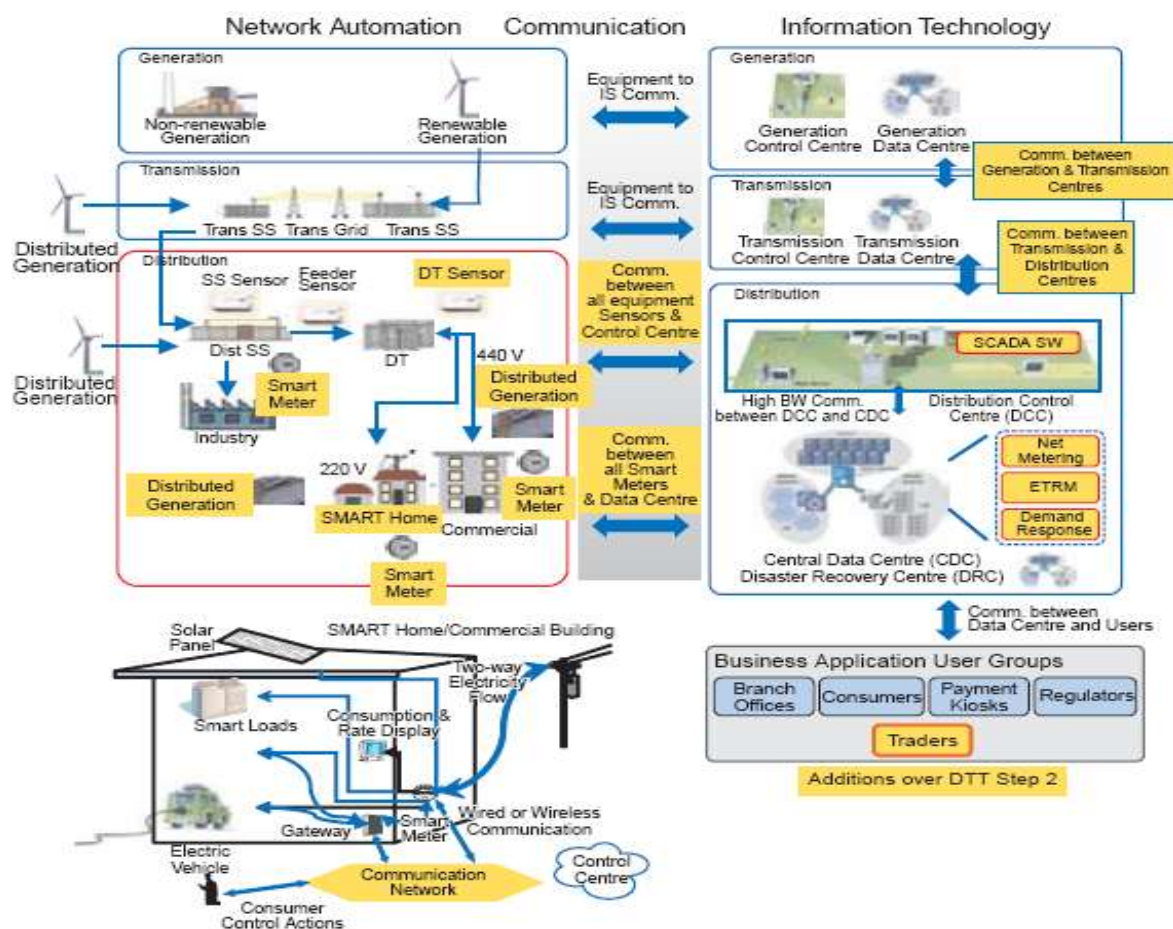 Network Automation
Communication
Information Technology
Generation
Non-renewable
Generation
Renewable
Generation
Equipment to
IS Comm.
Generation
Generation
Control Centre
Generation
Data Centre
Comm. between
Generation & Transmission
Centres
Transmission
Trans SS
Trans Grid
Trans SS
Distributed
Generation
Equipment to
IS Comm.
Transmission
Transmission
Control Centre
Transmission
Data Centre
Comm. between
Transmission &
Distribution
Centres
Distribution
SS Sensor
Feeder
Sensor
DT Sensor
Dist SS
DT
Distributed
Generation
Smart
Meter
Industry
440 V
Distributed
Generation
220 V
Distributed
Generation
SMART Home
Commercial
Smart
Meter
Smart
Meter
Comm.
between
all equipment
Sensors &
Control Centre
Comm.
between
all Smart
Meters
& Data Centre
Distribution
SCADA SW
High BW Comm.
between DCC and CDC
Distribution Control
Centre (DCC)
Net
Metering
ETRM
Demand
Response
Central Data Centre (CDC)
Disaster Recovery Centre (DRC)
Comm. between
Data Centre and Users
Business Application User Groups
Branch
Offices
Consumers
Payment
Kiosks
Regulators
Traders
Additions over DTT Step 2
Solar
Panel
SMART Home/Commercial Building
Two-way
Electricity
Flow
Smart Loads
Consumption &
Rate Display
Gateway
Smart
Meter
Wired or Wireless
Communication
Electric
Vehicle
Communication
Network
Control
Centre
Consumer
Control Actions